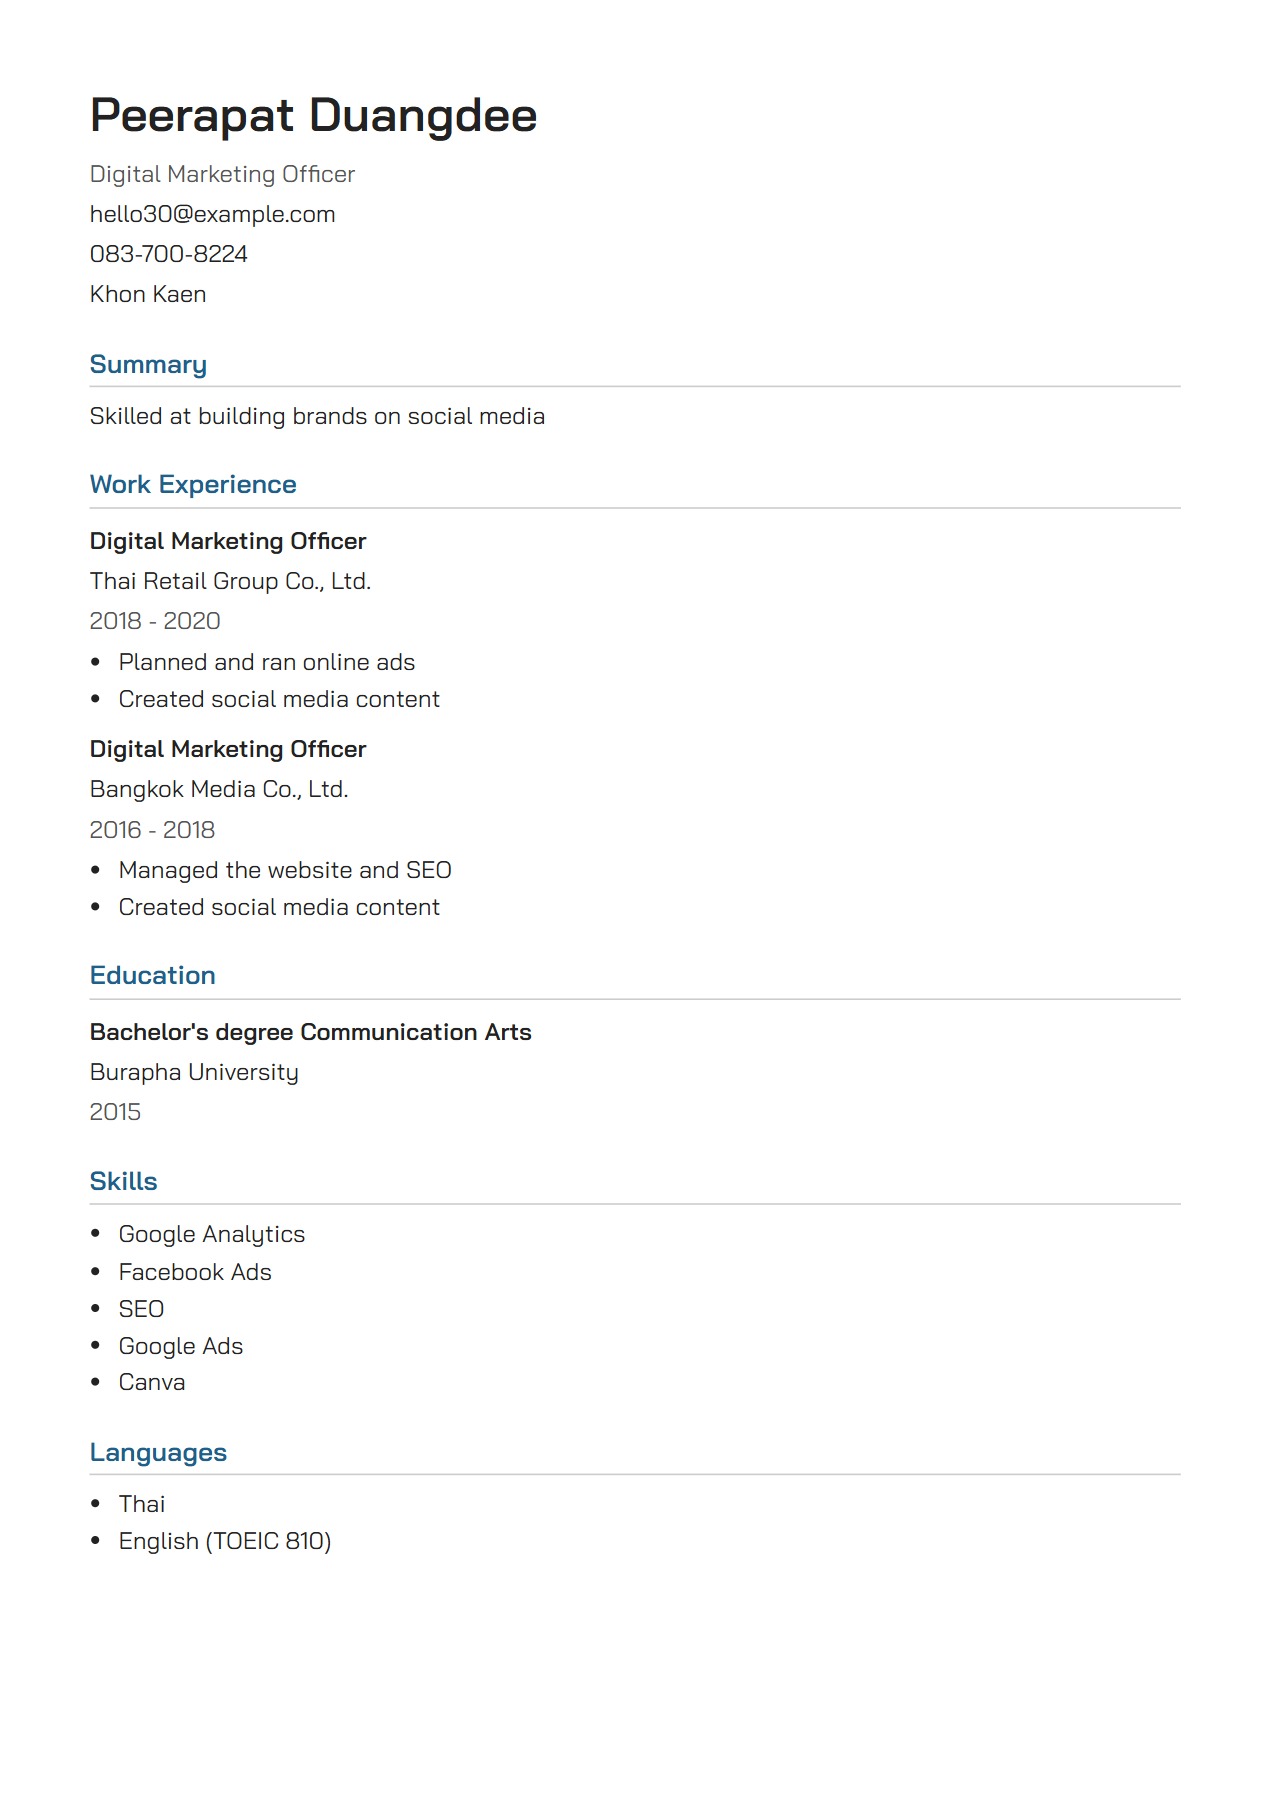 Peerapat Duangdee
Digital Marketing Officer
hello30@example.com
083-700-8224
Khon Kaen
Summary
Skilled at building brands on social media
Work Experience
Digital Marketing Officer
Thai Retail Group Co., Ltd.
2018 - 2020
• Planned and ran online ads
• Created social media content
Digital Marketing Officer
Bangkok Media Co., Ltd.
2016 - 2018
• Managed the website and SEO
• Created social media content
Education
Bachelor's degree Communication Arts
Burapha University
2015
Skills
• Google Analytics
• Facebook Ads
• SEO
• Google Ads
• Canva
Languages
• Thai
• English (TOEIC 810)